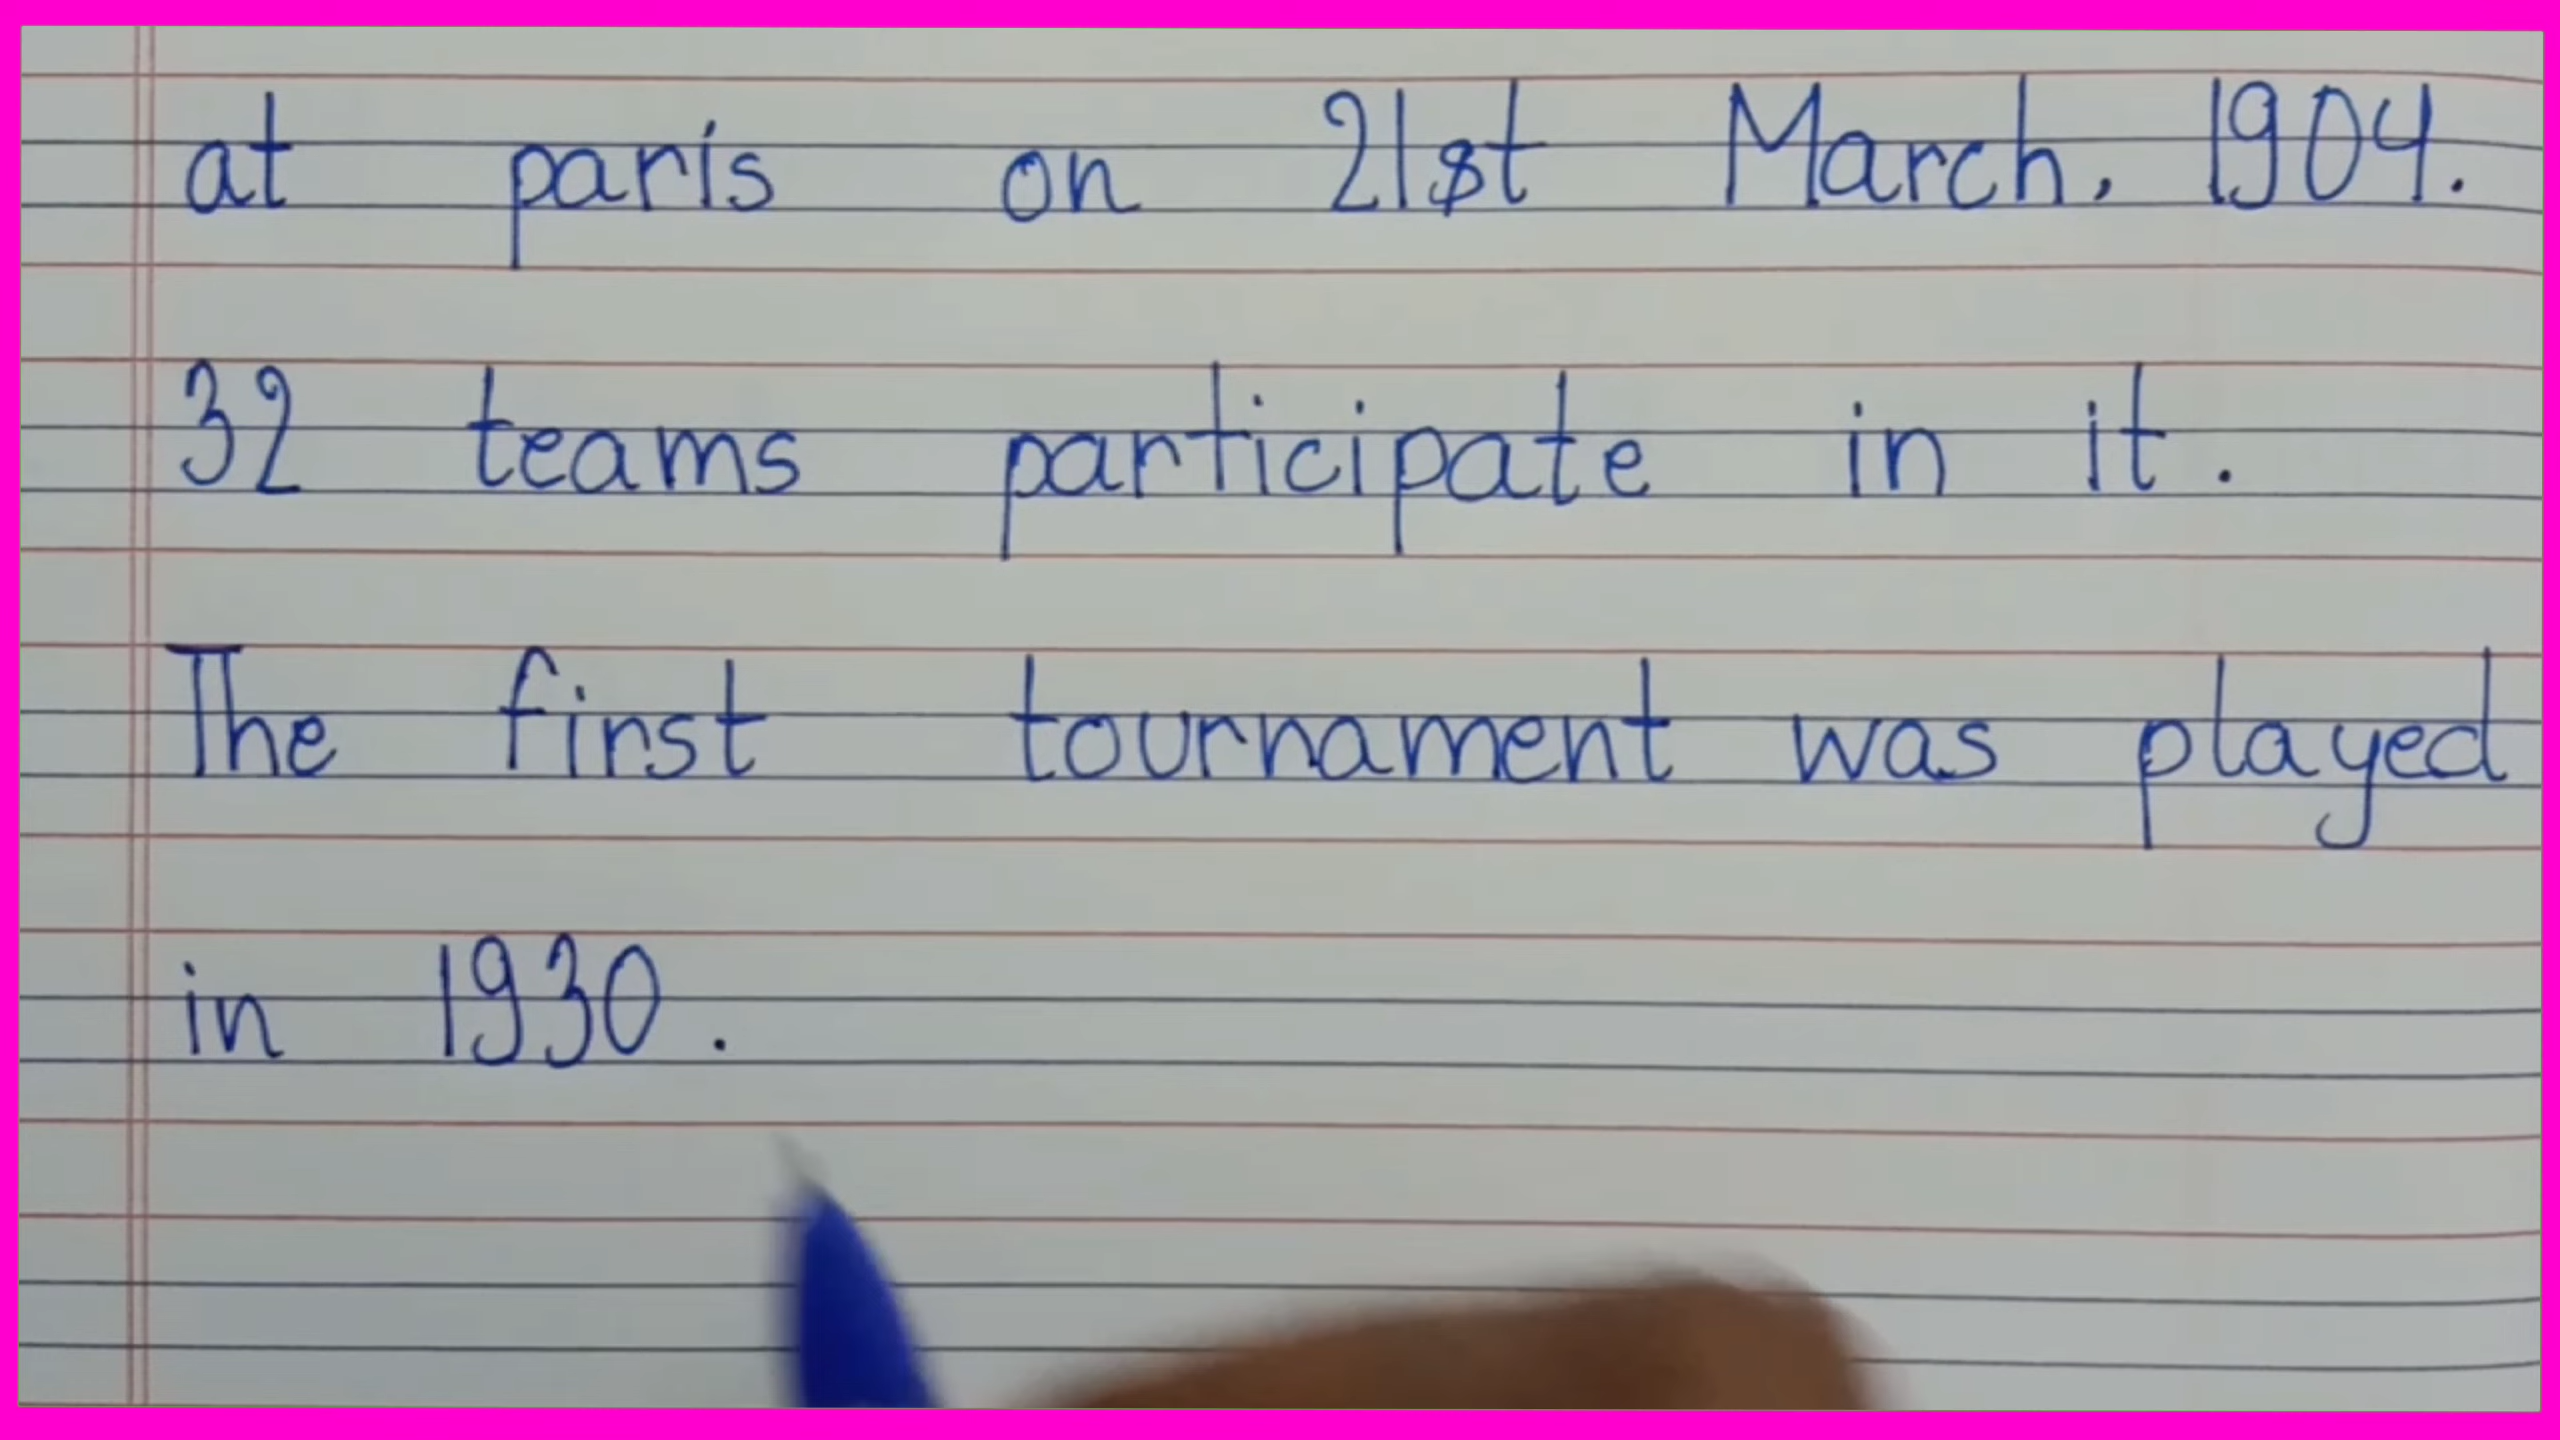 at paris on 21st March, 1904.
32 teams participate in it.
The first tournament was played
in 1930.